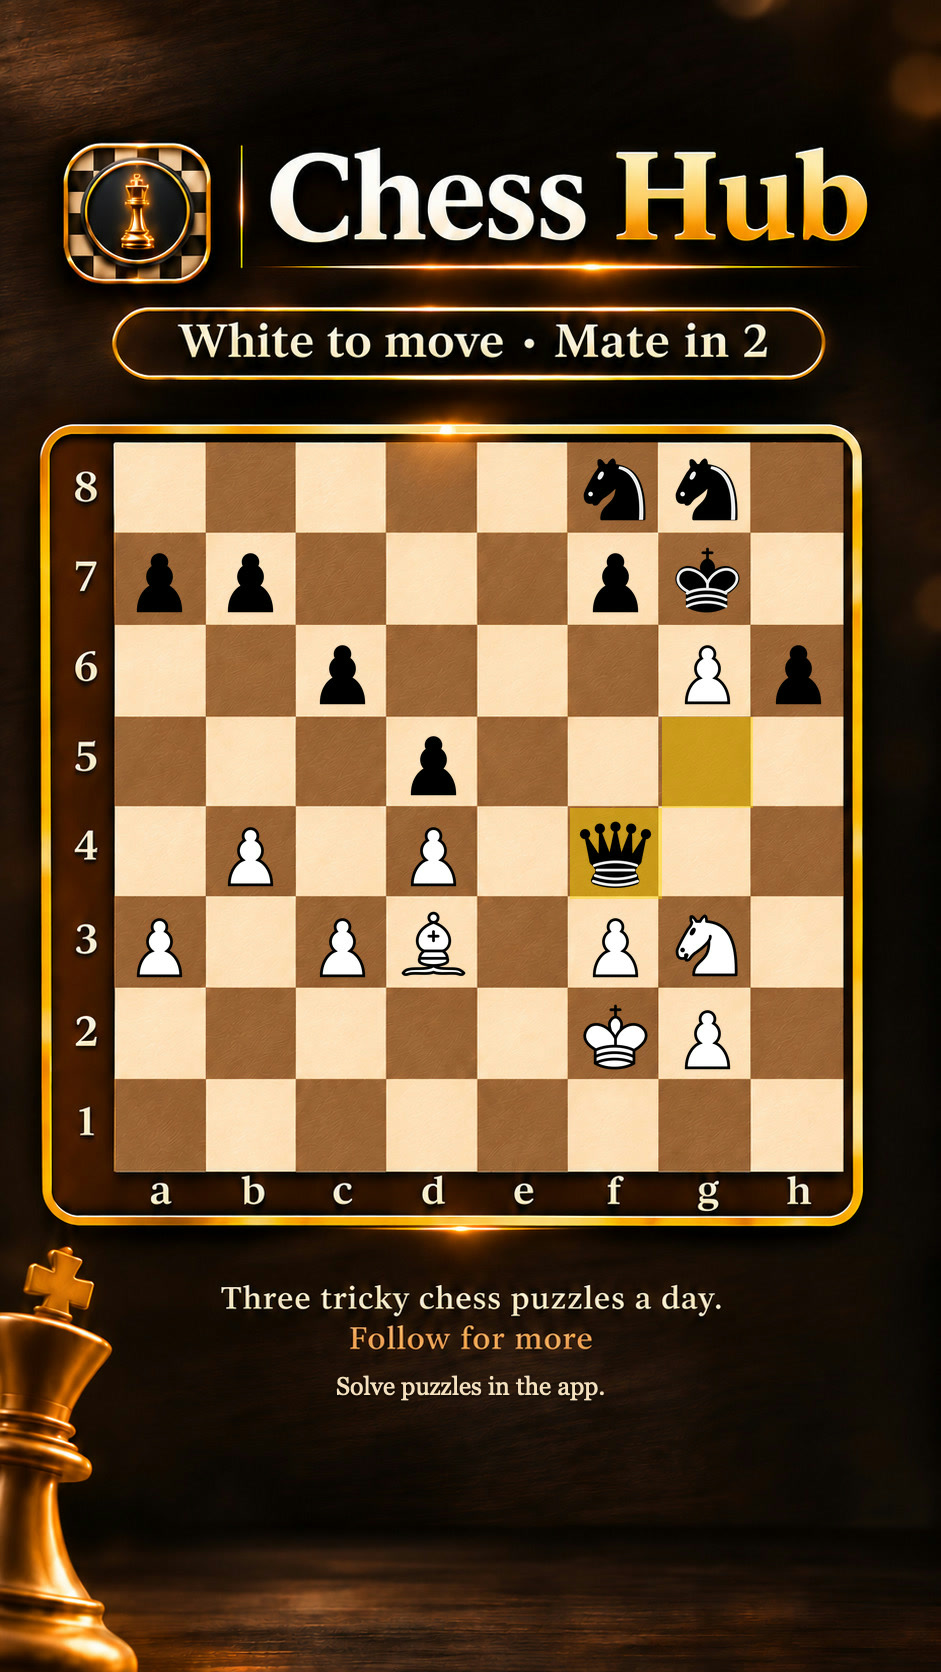 Chess Hub
White to move • Mate in 2
8
7
6
5
4
3
2
1
a b c d e f g h
Three tricky chess puzzles a day.
Follow for more
Solve puzzles in the app.